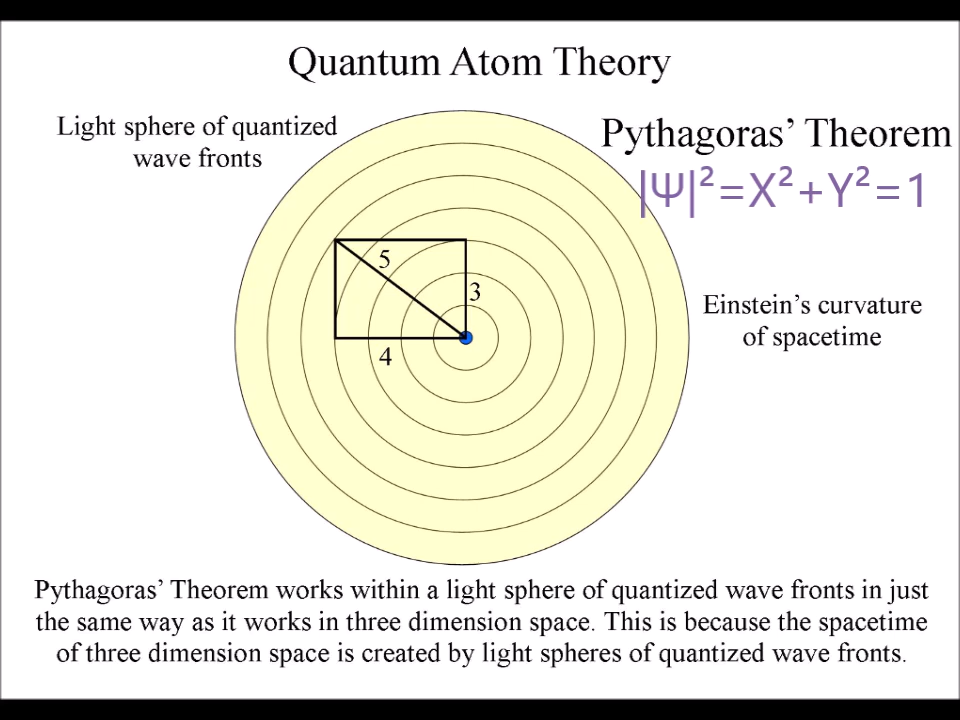 Quantum Atom Theory
Light sphere of quantized
wave fronts
Pythagoras’ Theorem
|Ψ|²=X²+Y²=1
5
3
4
Einstein’s curvature
of spacetime
Pythagoras’ Theorem works within a light sphere of quantized wave fronts in just
the same way as it works in three dimension space. This is because the spacetime
of three dimension space is created by light spheres of quantized wave fronts.